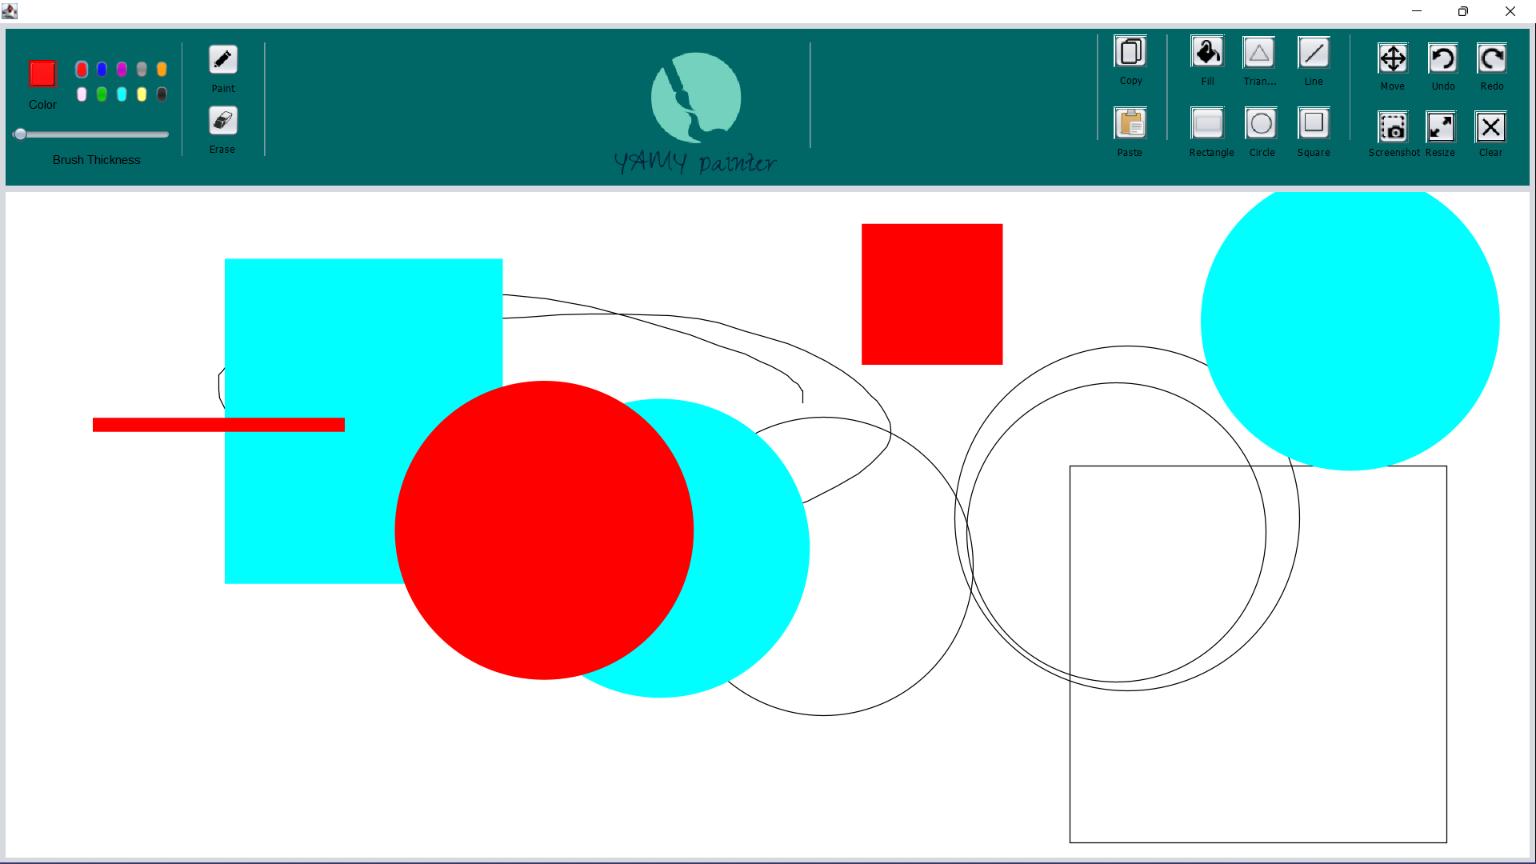 Color
Brush Thickness
Paint
Erase
YAMY painter
Copy
Paste
Fill
Trian...
Line
Rectangle
Circle
Square
Move
Undo
Redo
Screenshot
Resize
Clear